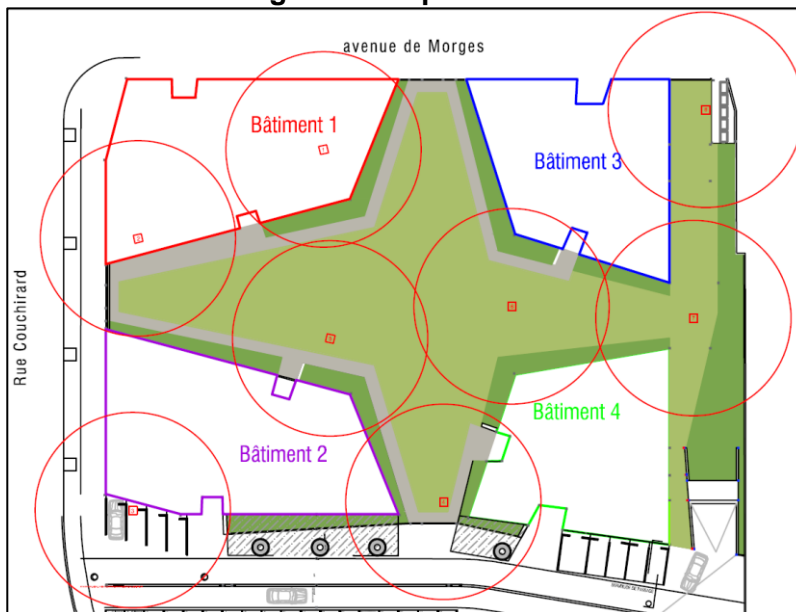 avenue de Morges
Bâtiment 1
Bâtiment 3
Rue Couchirard
Bâtiment 4
Bâtiment 2